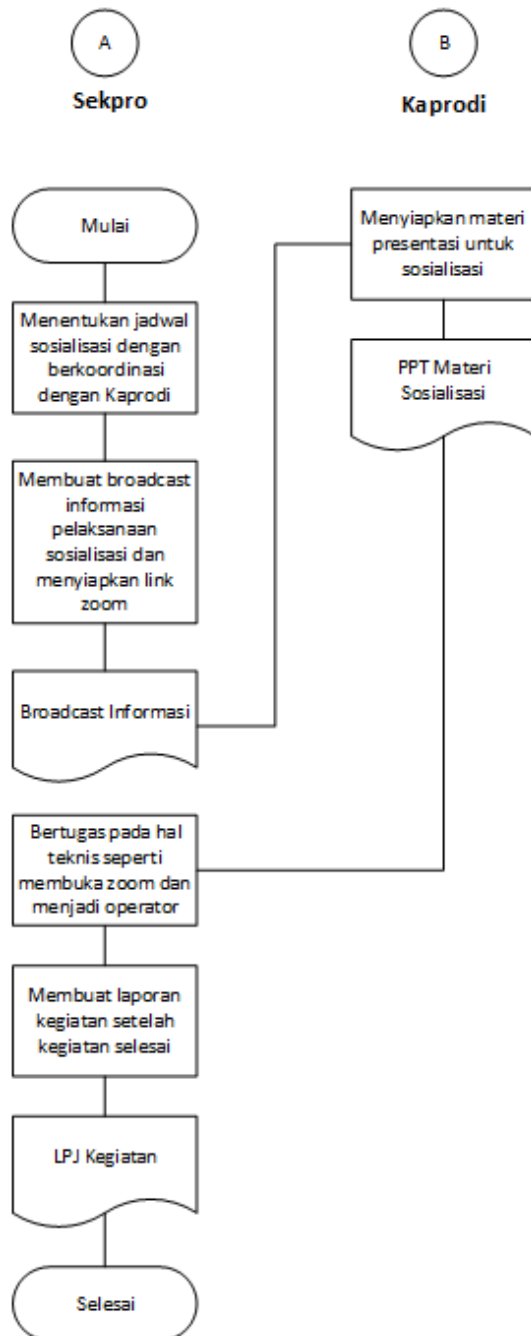 A
B
Sekpro
Kaprodi
Mulai
Menentukan jadwal
sosialisasi dengan
berkoordinasi
dengan Kaprodi
Membuat broadcast
informasi
pelaksanaan
sosialisasi dan
menyiapkan link
zoom
Broadcast Informasi
Menyiapkan materi
presentasi untuk
sosialisasi
PPT Materi
Sosialisasi
Bertugas pada hal
teknis seperti
membuka zoom dan
menjadi operator
Membuat laporan
kegiatan setelah
kegiatan selesai
LPJ Kegiatan
Selesai